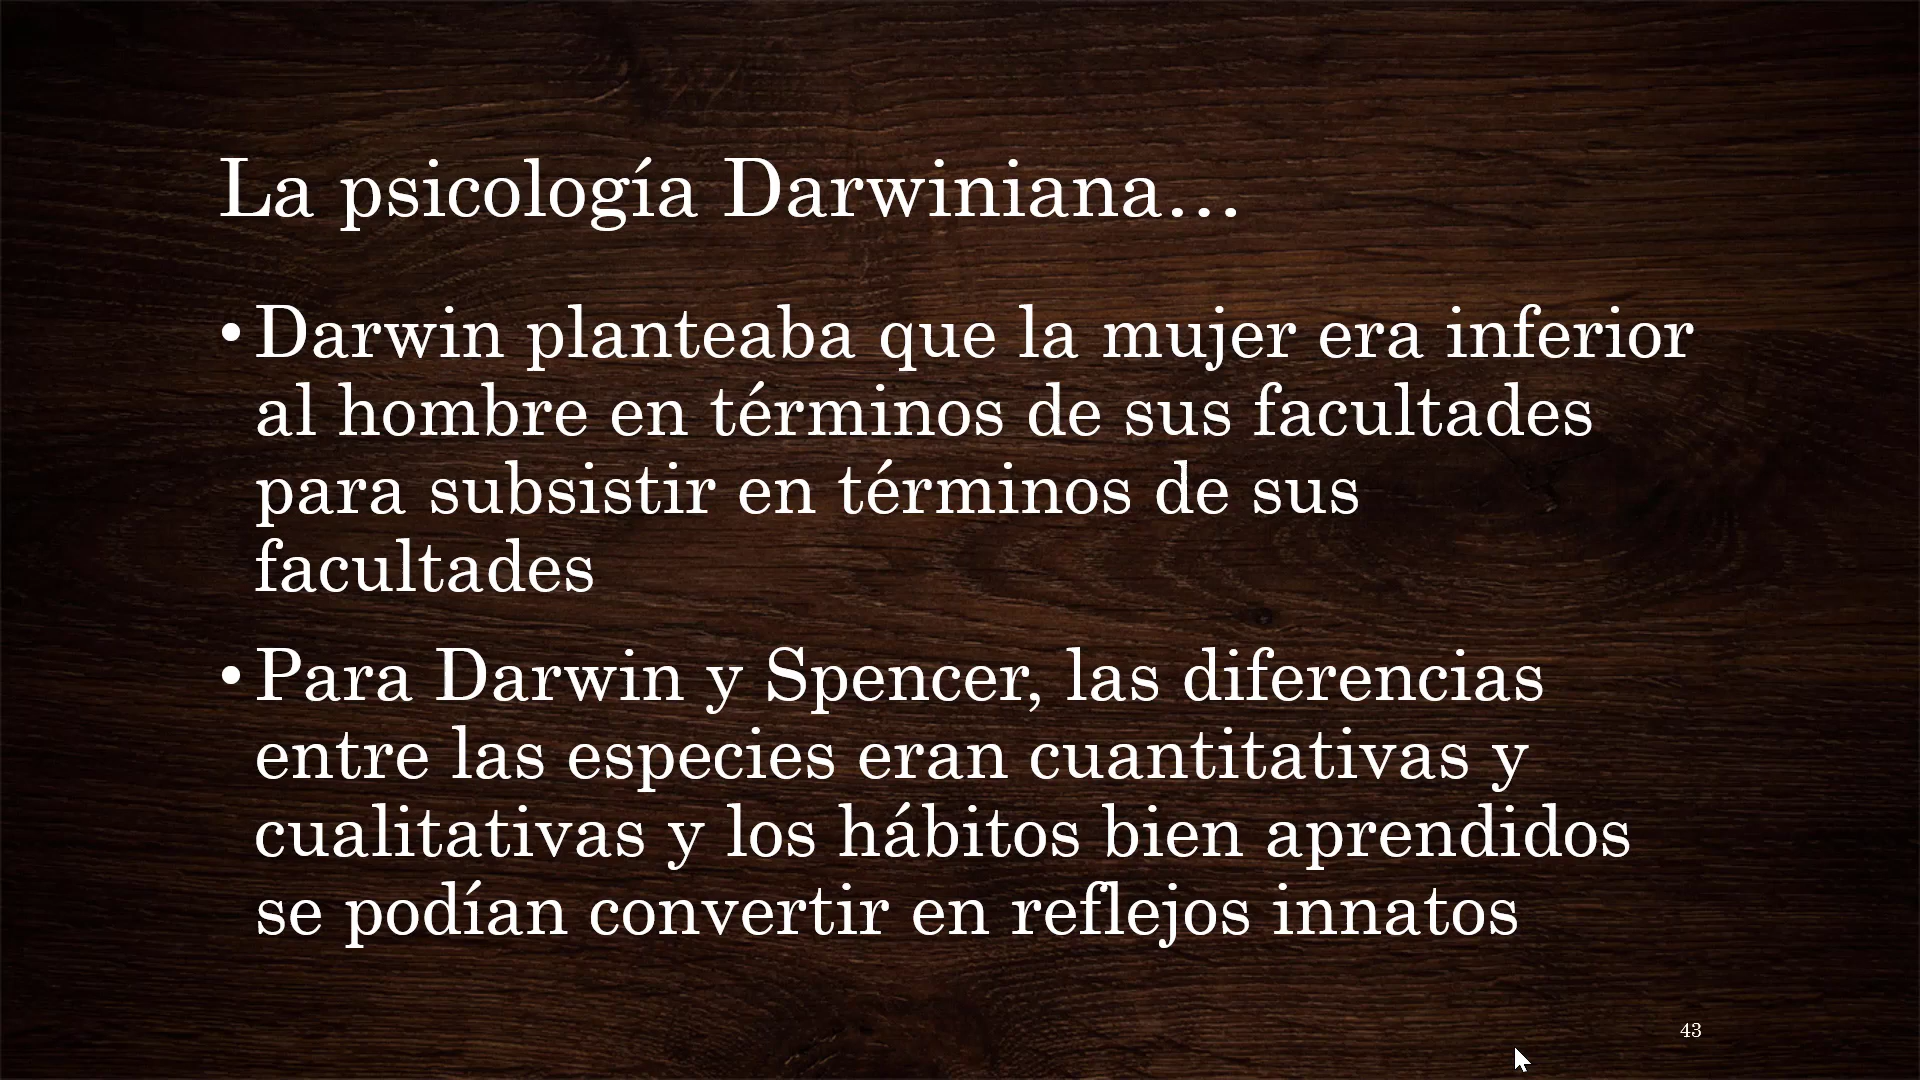 La psicología Darwiniana…
• Darwin planteaba que la mujer era inferior
al hombre en términos de sus facultades
para subsistir en términos de sus
facultades
• Para Darwin y Spencer, las diferencias
entre las especies eran cuantitativas y
cualitativas y los hábitos bien aprendidos
se podían convertir en reflejos innatos
43